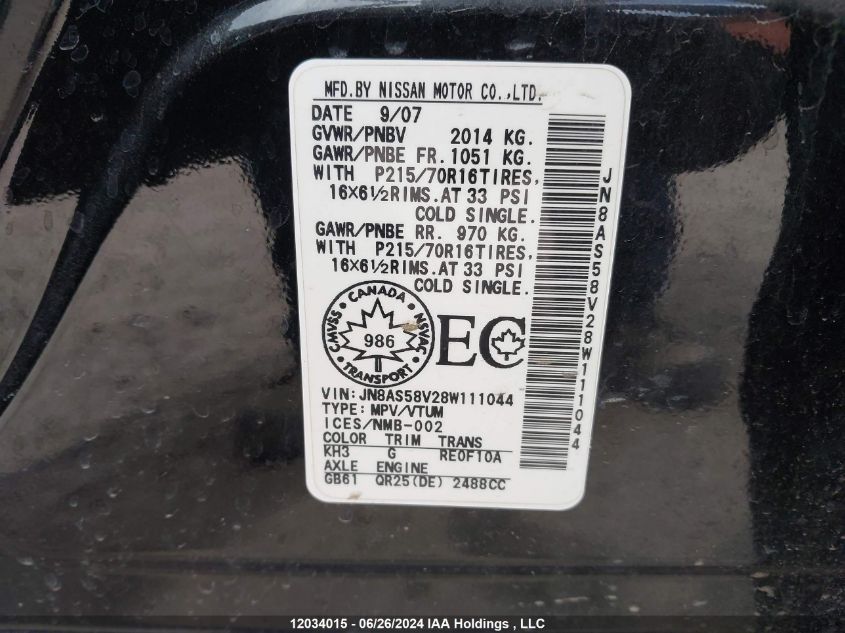 MFD.BY NISSAN MOTOR CO.,LTD.
DATE 9/07
GVWR/PNBV 2014 KG.
GAWR/PNBE FR. 1051 KG.
WITH P215/70R16TIRES,
16X6½RIMS.AT 33 PSI
COLD SINGLE.
GAWR/PNBE RR. 970 KG.
WITH P215/70R16TIRES,
16X6½RIMS.AT 33 PSI
COLD SINGLE.
CANADA
CMVSS
986
NSVAC
TRANSPORT
EC
VIN:JN8AS58V28W111044
TYPE:MPV/VTUM
ICES/NMB-002
COLOR TRIM TRANS
KH3 G RE0F10A
AXLE ENGINE
GB61 QR25(DE) 2488CC
JN8AS58V28W111044
12034015 - 06/26/2024 IAA Holdings , LLC